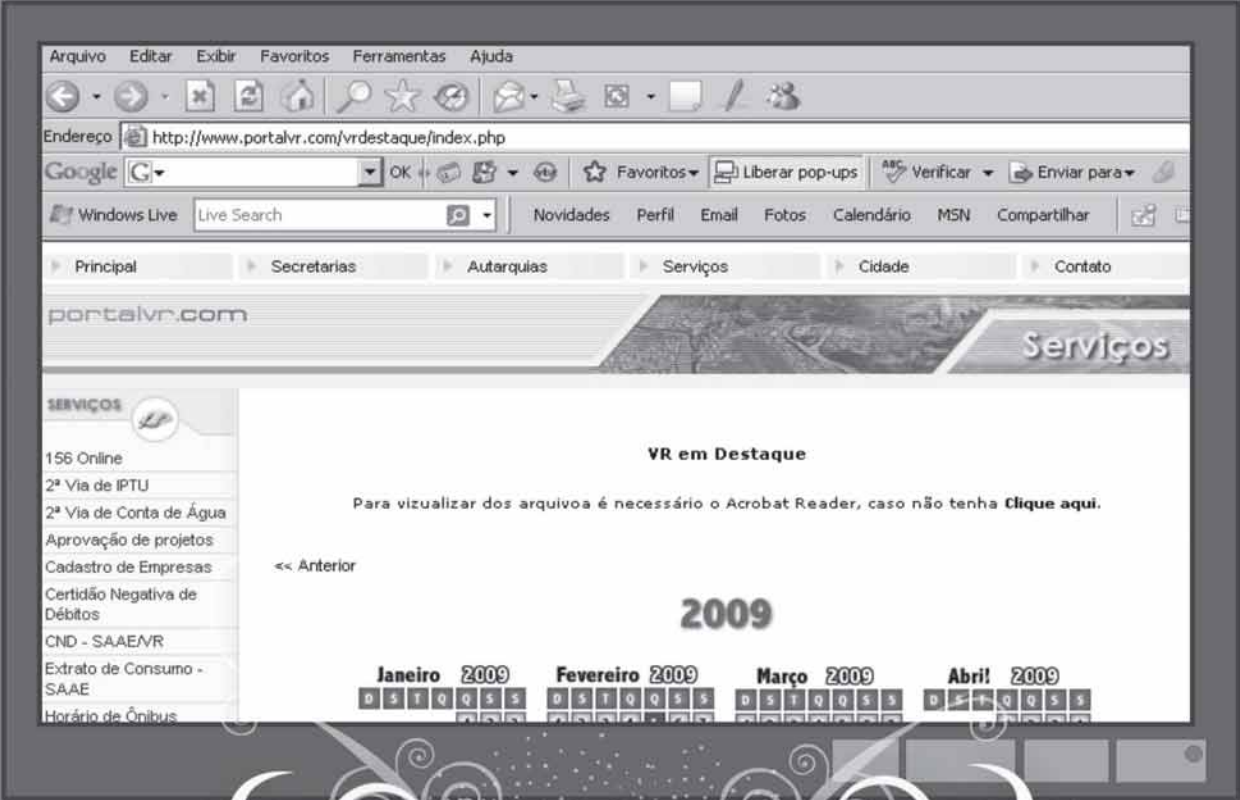 Arquivo Editar Exibir Favoritos Ferramentas Ajuda
Endereço http://www.portalvr.com/vrdestaque/index.php
Google G OK Favoritos Liberar pop-ups ABC Verificar Enviar para
Windows Live Live Search Novidades Perfil Email Fotos Calendário MSN Compartilhar
Principal Secretarias Autarquias Serviços Cidade Contato
portalvr.com
Serviços
SERVIÇOS
156 Online
2ª Via de IPTU
2ª Via de Conta de Água
Aprovação de projetos
Cadastro de Empresas
Certidão Negativa de
Débitos
CND - SAAE/VR
Extrato de Consumo -
SAAE
Horário de Ônibus
VR em Destaque
Para vizualizar dos arquivoa é necessário o Acrobat Reader, caso não tenha Clique aqui.
<< Anterior
2009
Janeiro 2009 Fevereiro 2009 Março 2009 Abril 2009
D S T Q Q S S D S T Q Q S S D S T Q Q S S D S T Q Q S S